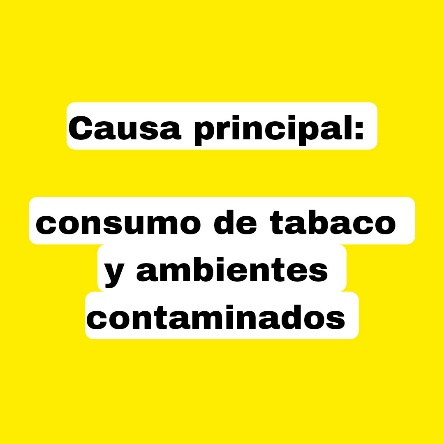 Causa principal:
consumo de tabaco
y ambientes
contaminados